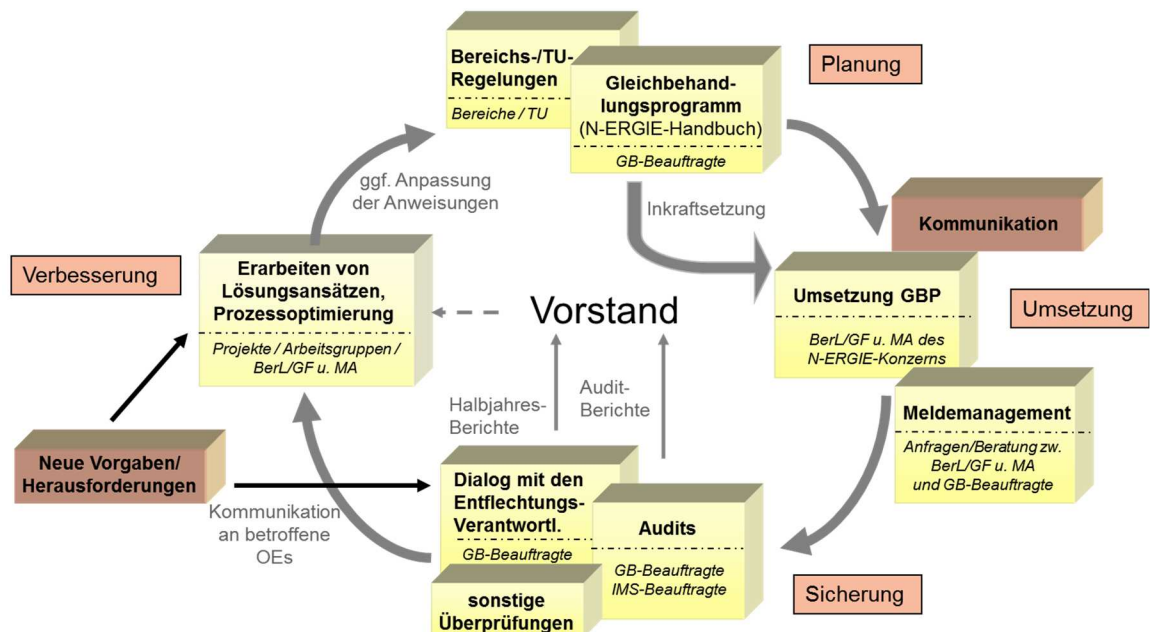 Bereichs-/TU-
Regelungen
Bereiche / TU
Gleichbehand-
lungsprogramm
(N-ERGIE-Handbuch)
GB-Beauftragte
Planung
ggf. Anpassung
der Anweisungen
Inkraftsetzung
Kommunikation
Verbesserung
Erarbeiten von
Lösungsansätzen,
Prozessoptimierung
Projekte / Arbeitsgruppen /
BerL/GF u. MA
Vorstand
Umsetzung GBP
BerL/GF u. MA des
N-ERGIE-Konzerns
Umsetzung
Halbjahres-
Berichte
Audit-
Berichte
Meldemanagement
Anfragen/Beratung zw.
BerL/GF u. MA
und GB-Beauftragte
Neue Vorgaben/
Herausforderungen
Kommunikation
an betroffene
OEs
Dialog mit den
Entflechtungs-
Verantwortl.
GB-Beauftragte
Audits
GB-Beauftragte
IMS-Beauftragte
sonstige
Überprüfungen
Sicherung